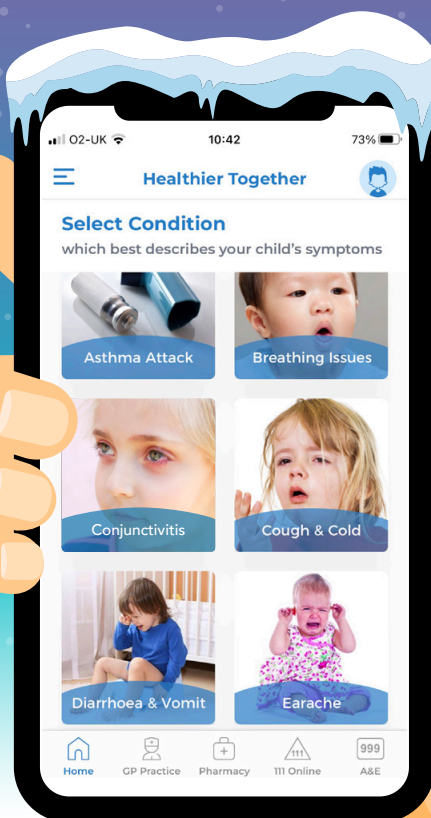 O2-UK 10:42 73%
Healthier Together
Select Condition
which best describes your child's symptoms
Asthma Attack Breathing Issues
Conjunctivitis Cough & Cold
Diarrhoea & Vomit Earache
111 999
Home GP Practice Pharmacy 111 Online A&E